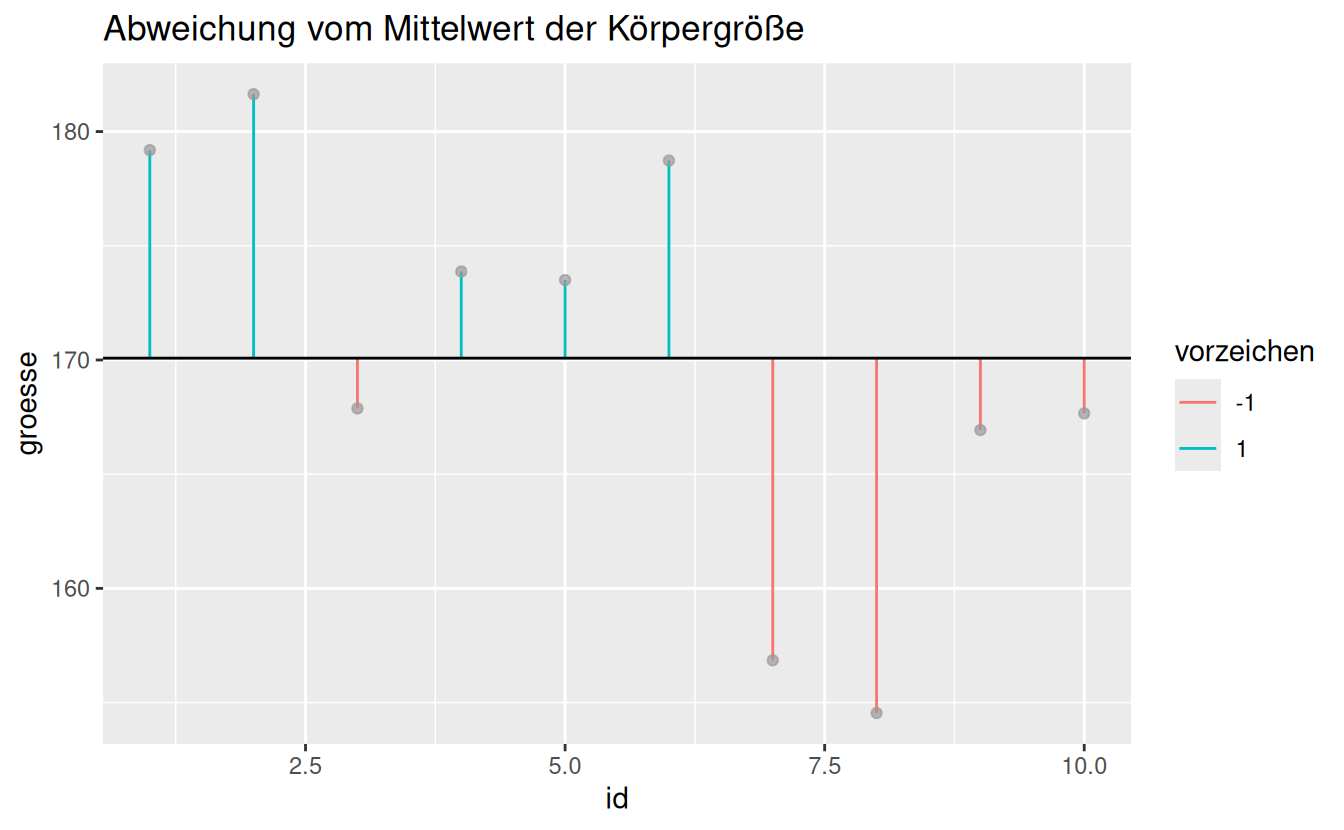 Abweichung vom Mittelwert der Körpergröße
180
170
160
groesse
2.5 5.0 7.5 10.0
id
vorzeichen
-1
1